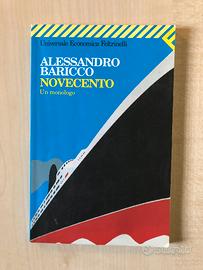 Universale Economica Feltrinelli
ALESSANDRO
BARICCO
NOVECENTO
Un monologo